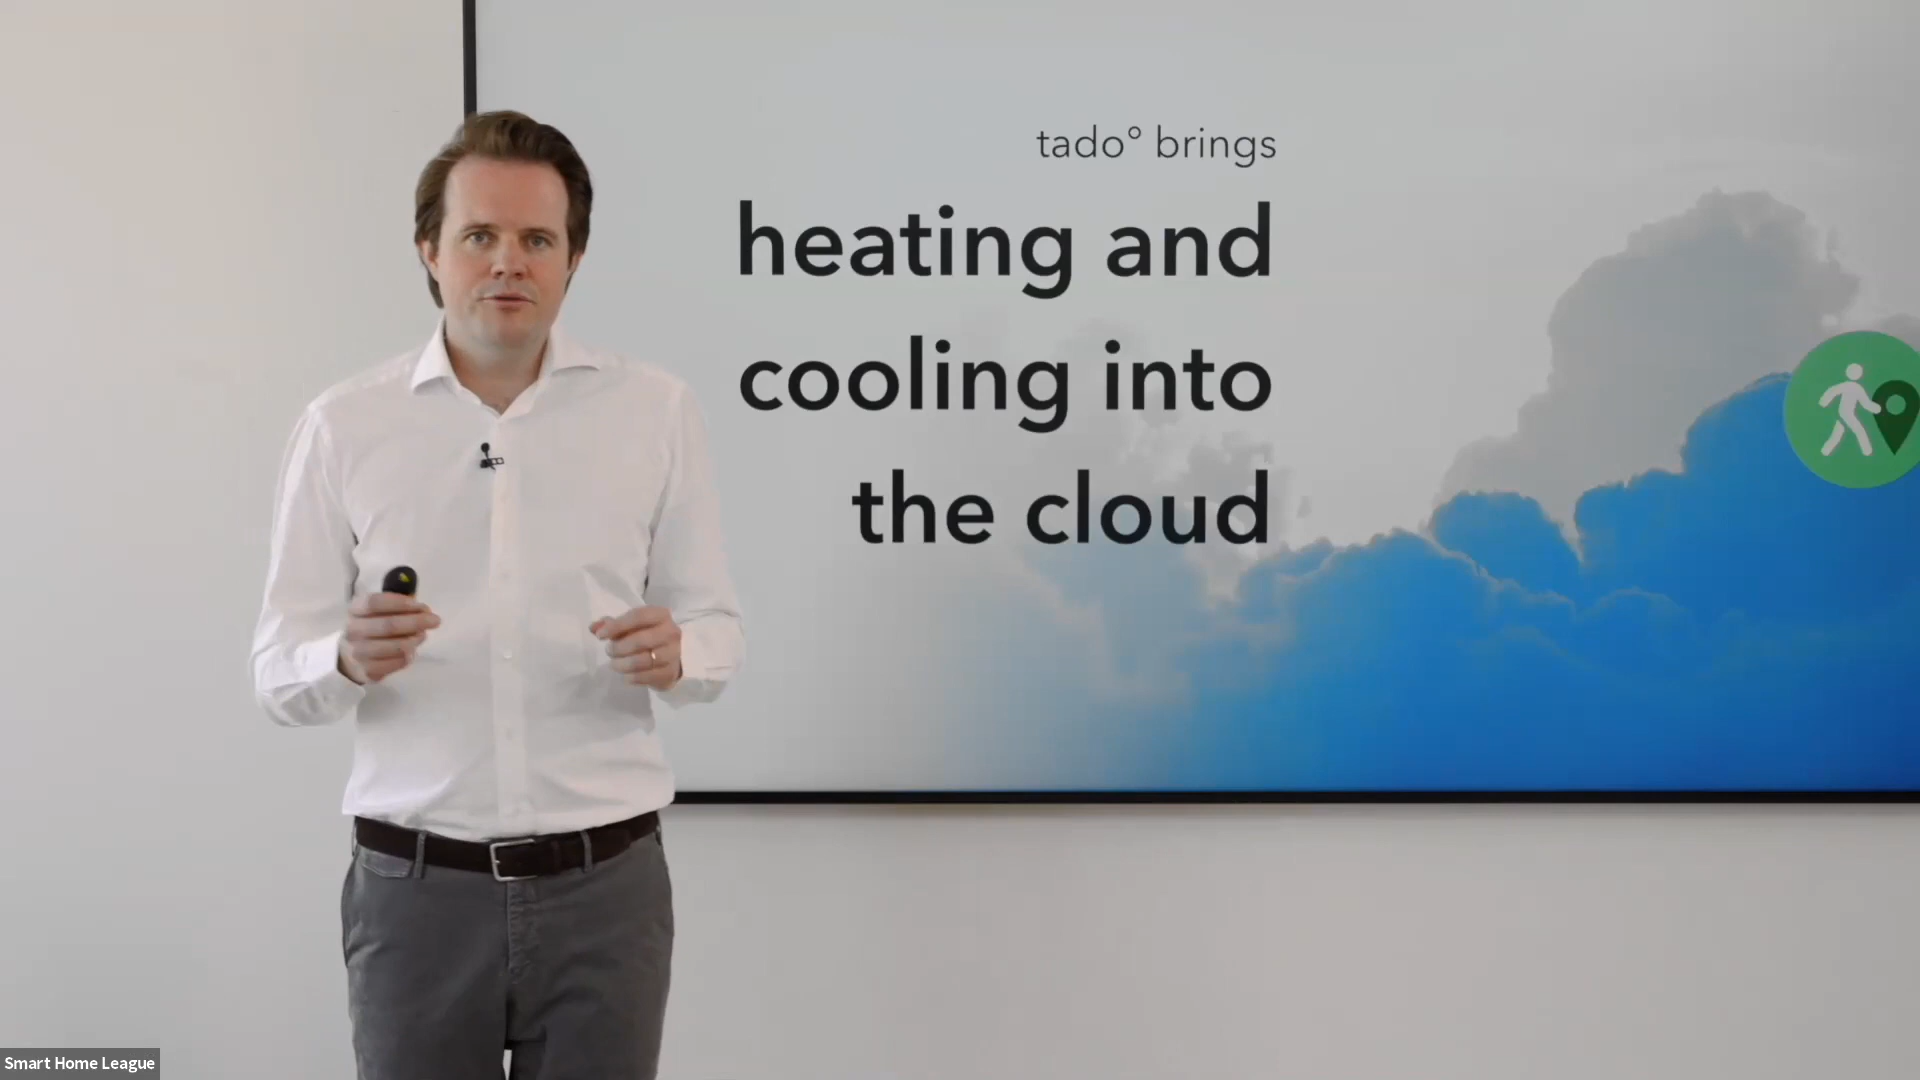 tado° brings
heating and
cooling into
the cloud
Smart Home League